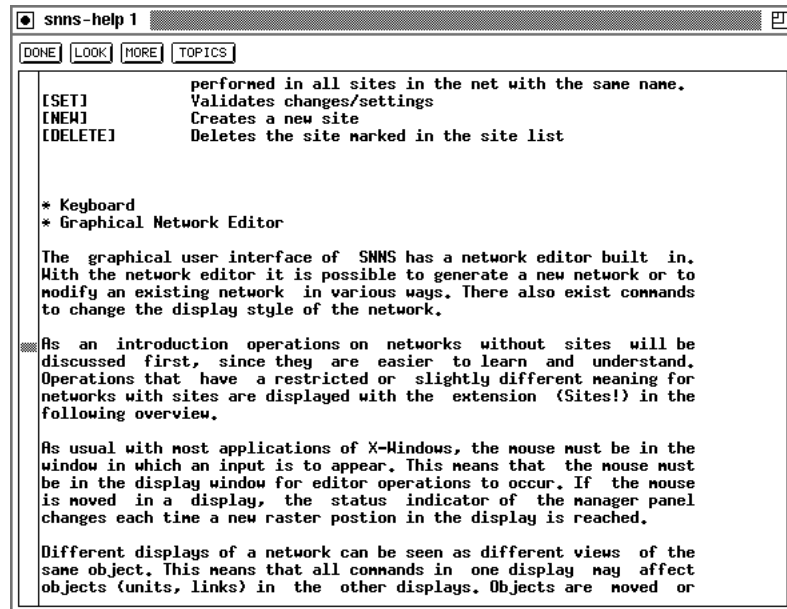 snns-help 1
DONE LOOK MORE TOPICS
performed in all sites in the net with the same name.
[SET] Validates changes/settings
[NEW] Creates a new site
[DELETE] Deletes the site marked in the site list
* Keyboard
* Graphical Network Editor
The graphical user interface of SNNS has a network editor built in.
With the network editor it is possible to generate a new network or to
modify an existing network in various ways. There also exist commands
to change the display style of the network.
As an introduction operations on networks without sites will be
discussed first, since they are easier to learn and understand.
Operations that have a restricted or slightly different meaning for
networks with sites are displayed with the extension (Sites!) in the
following overview.
As usual with most applications of X-Windows, the mouse must be in the
window in which an input is to appear. This means that the mouse must
be in the display window for editor operations to occur. If the mouse
is moved in a display, the status indicator of the manager panel
changes each time a new raster postion in the display is reached.
Different displays of a network can be seen as different views of the
same object. This means that all commands in one display may affect
objects (units, links) in the other displays. Objects are moved or